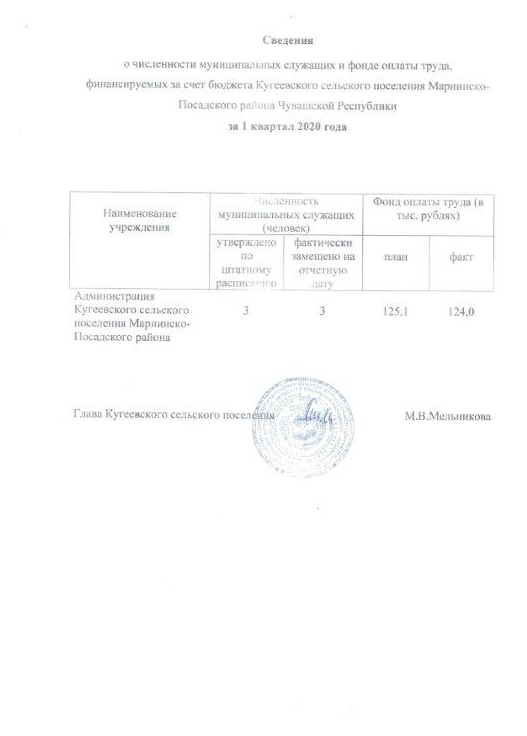 Сведения
о численности муниципальных служащих и фонде оплаты труда,
финансируемых за счет бюджета Кугеевского сельского поселения Мариинско-
Посадского района Чувашской Республики
за 1 квартал 2020 года
Наименование
учреждения
Численность
муниципальных служащих
(человек)
Фонд оплаты труда (в
тыс. рублях)
утверждено
по
штатному
расписанию
фактически
замещено на
отчетную
дату
план
факт
Администрация
Кугеевского сельского
поселения Мариинско-
Посадского района
3
3
125,1
124,0
Глава Кугеевского сельского поселения
М.В.Мельникова